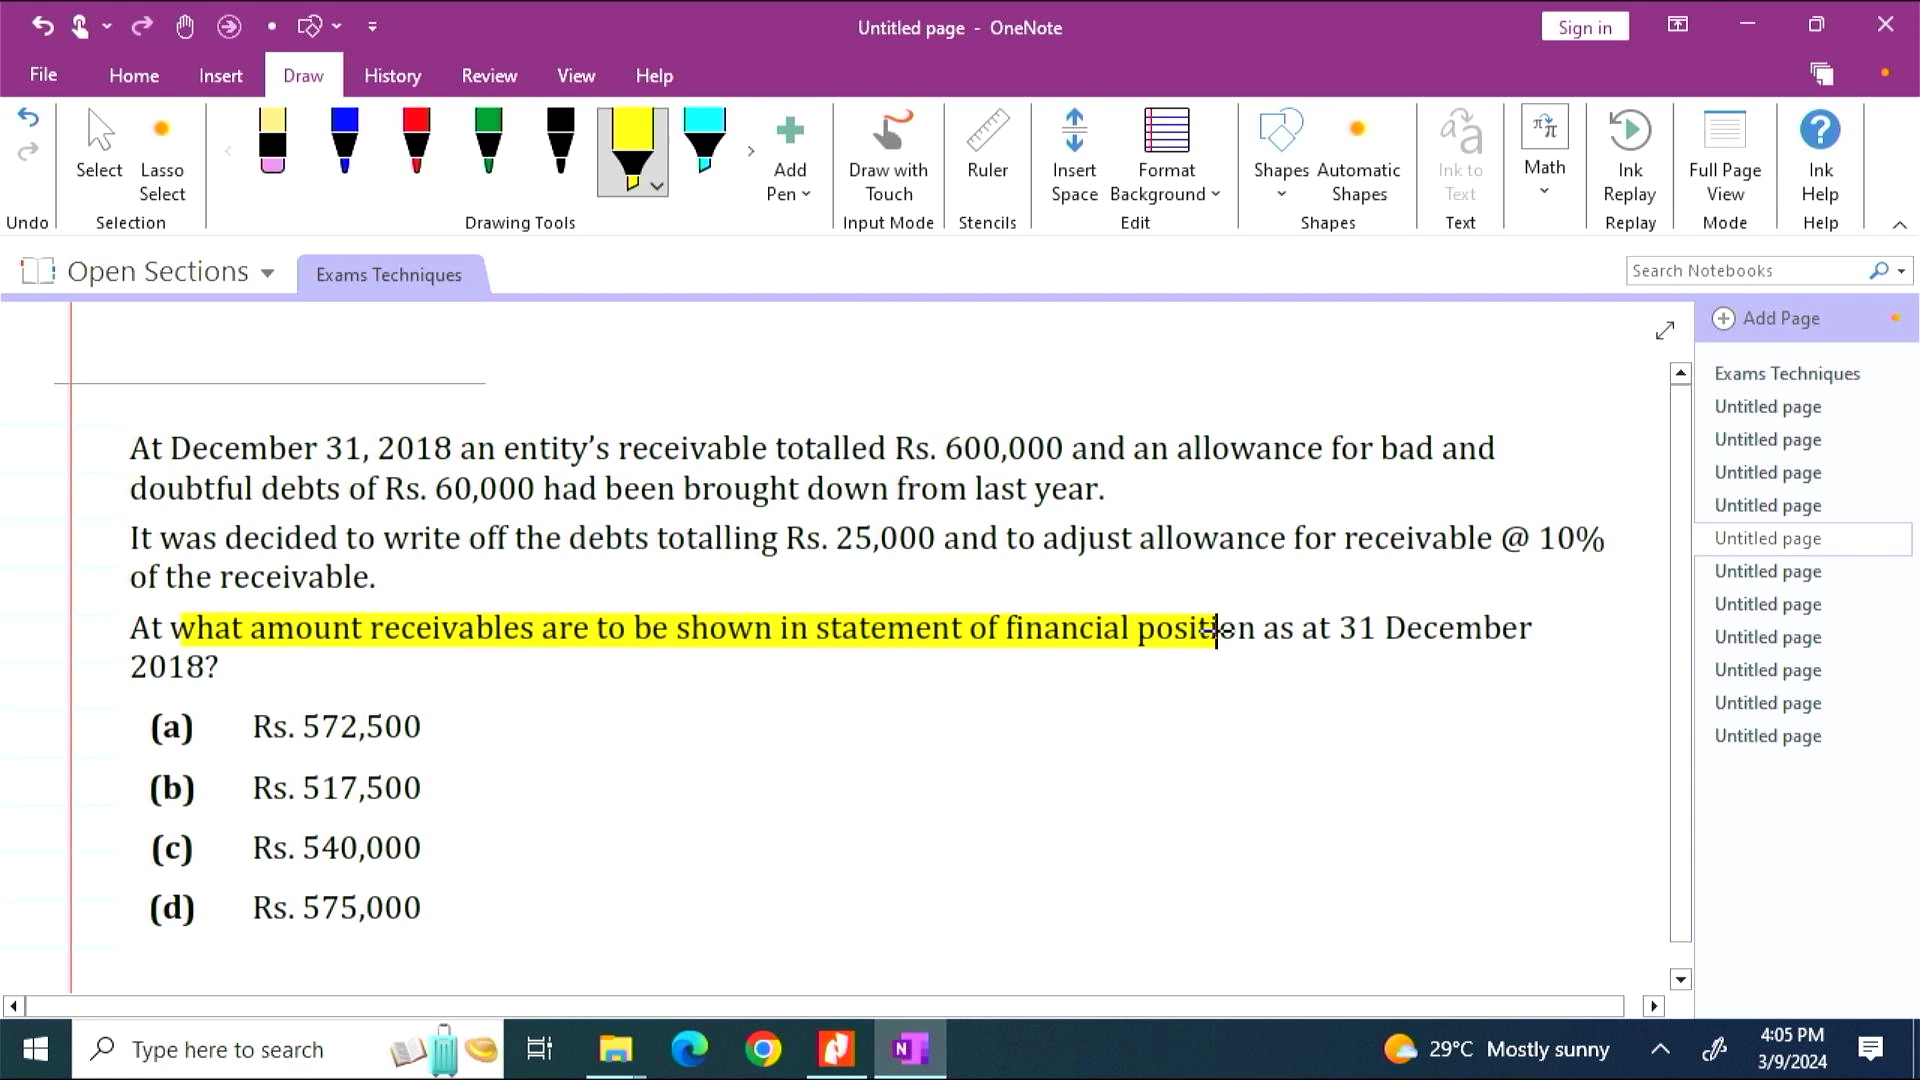 Untitled page - OneNote
Sign in
File Home Insert Draw History Review View Help
Select
Lasso Select
Add Pen
Draw with Touch
Ruler
Insert Space
Format Background
Shapes
Automatic Shapes
Ink to Text
Math
Ink Replay
Full Page View
Ink Help
Undo Selection Drawing Tools Input Mode Stencils Edit Shapes Text Replay Mode Help
Open Sections
Exams Techniques
Search Notebooks
Add Page
At December 31, 2018 an entity’s receivable totalled Rs. 600,000 and an allowance for bad and
doubtful debts of Rs. 60,000 had been brought down from last year.
It was decided to write off the debts totalling Rs. 25,000 and to adjust allowance for receivable @ 10%
of the receivable.
At what amount receivables are to be shown in statement of financial position as at 31 December
2018?
(a) Rs. 572,500
(b) Rs. 517,500
(c) Rs. 540,000
(d) Rs. 575,000
Exams Techniques
Untitled page
Untitled page
Untitled page
Untitled page
Untitled page
Untitled page
Untitled page
Untitled page
Untitled page
Untitled page
Untitled page
Type here to search
29°C Mostly sunny
4:05 PM
3/9/2024